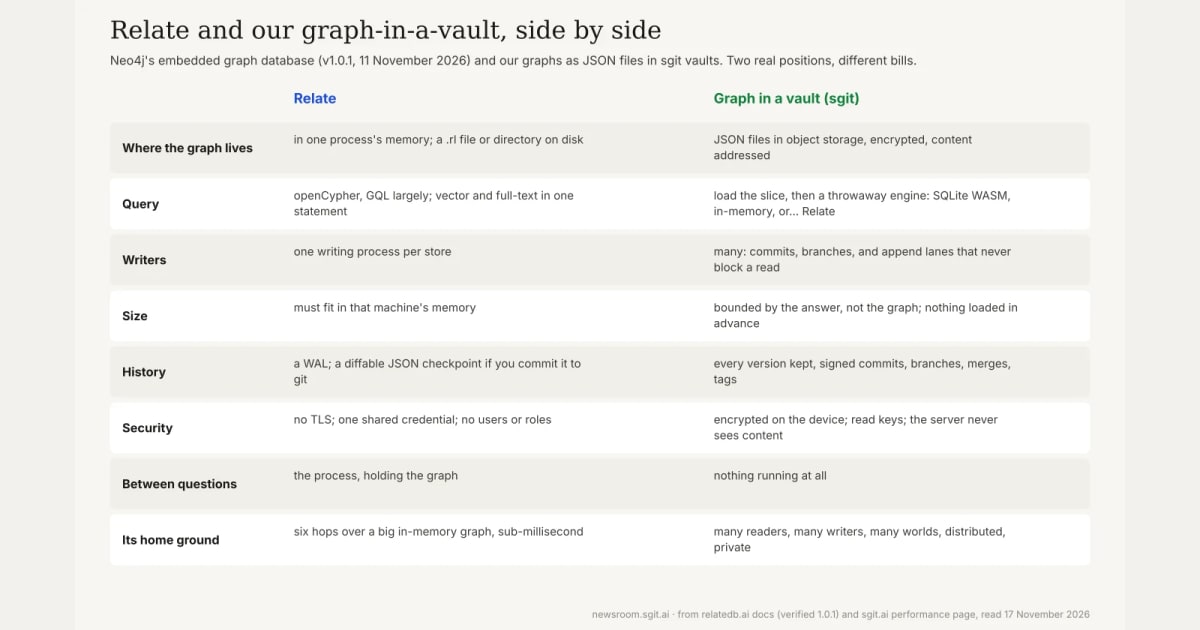 Relate and our graph-in-a-vault, side by side
Neo4j's embedded graph database (v1.0.1, 11 November 2026) and our graphs as JSON files in sgit vaults. Two real positions, different bills.
Relate
Graph in a vault (sgit)
Where the graph lives
in one process's memory; a .rl file or directory on disk
JSON files in object storage, encrypted, content
addressed
Query
openCypher, GQL largely; vector and full-text in one
statement
load the slice, then a throwaway engine: SQLite WASM,
in-memory, or... Relate
Writers
one writing process per store
many: commits, branches, and append lanes that never
block a read
Size
must fit in that machine's memory
bounded by the answer, not the graph; nothing loaded in
advance
History
a WAL; a diffable JSON checkpoint if you commit it to
git
every version kept, signed commits, branches, merges,
tags
Security
no TLS; one shared credential; no users or roles
encrypted on the device; read keys; the server never
sees content
Between questions
the process, holding the graph
nothing running at all
Its home ground
six hops over a big in-memory graph, sub-millisecond
many readers, many writers, many worlds, distributed,
private
newsroom.sgit.ai · from relatedb.ai docs (verified 1.0.1) and sgit.ai performance page, read 17 November 2026